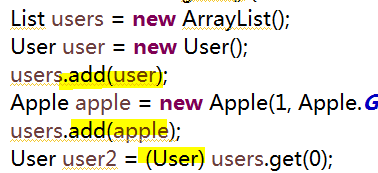 List users = new ArrayList();
User user = new User();
users.add(user);
Apple apple = new Apple(1, Apple.G
users.add(apple);
User user2 = (User) users.get(0);